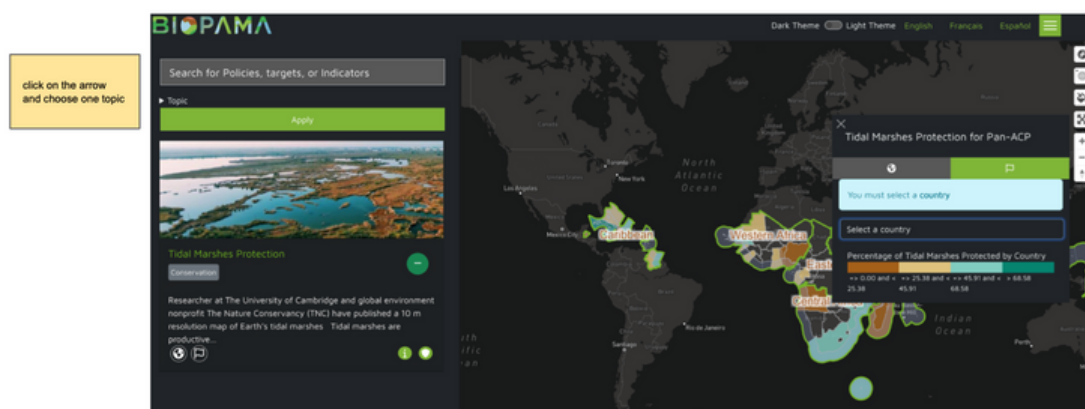 BIOPAMA
Dark Theme Light Theme English Français Español
click on the arrow
and choose one topic
Search for Policies, targets, or Indicators
Topic
Apply
Tidal Marshes Protection
Conservation
Researcher at The University of Cambridge and global environment
nonprofit The Nature Conservancy (TNC) have published a 10 m
resolution map of Earth's tidal marshes Tidal marshes are
productive...
Toronto
New York
Los Angeles
North
Atlantic
Ocean
Mexico City
Caribbean
Western Africa
Rio de Janeiro
Santiago
Indian
Ocean
Perth
Tidal Marshes Protection for Pan-ACP
You must select a country
Select a country
Percentage of Tidal Marshes Protected by Country
=> 0.00 and < => 25.38 and < => 45.91 and < > 68.58
25.38 45.91 68.58